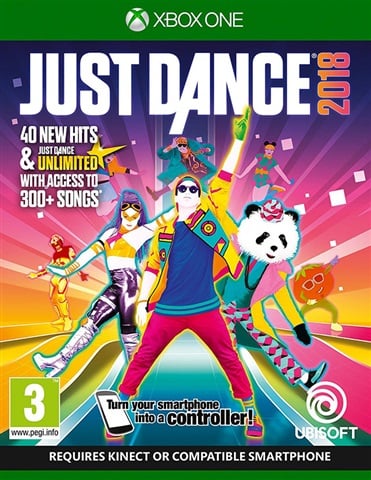 XBOX ONE
JUST DANCE
2018
40 NEW HITS
& JUST DANCE UNLIMITED
WITH ACCESS TO
300+ SONGS*
3
www.pegi.info
Turn your smartphone
into a controller!
UBISOFT
REQUIRES KINECT OR COMPATIBLE SMARTPHONE